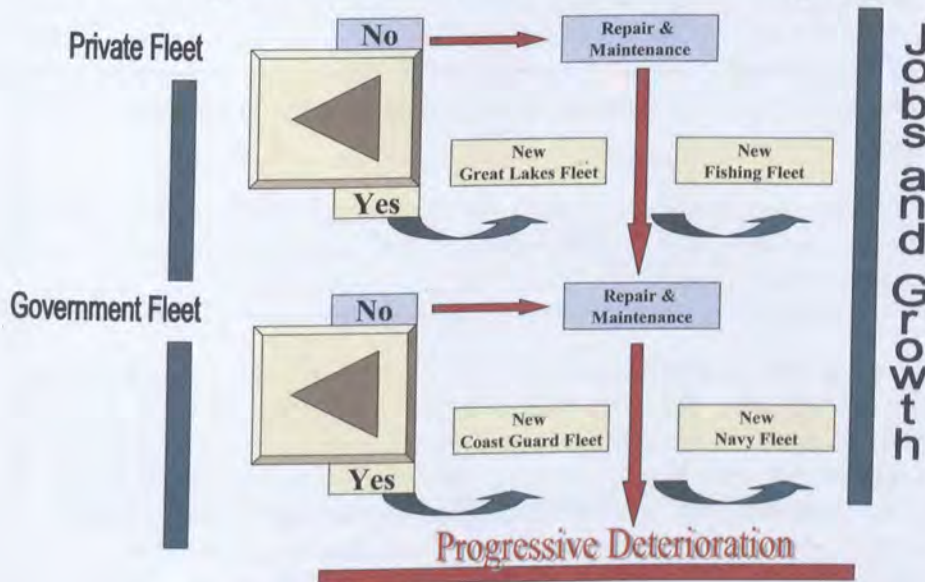 Private Fleet
No
Repair &
Maintenance
New
Great Lakes Fleet
New
Fishing Fleet
Yes
Government Fleet
No
Repair &
Maintenance
New
Coast Guard Fleet
New
Navy Fleet
Yes
Progressive Deterioration
Jobs and Growth